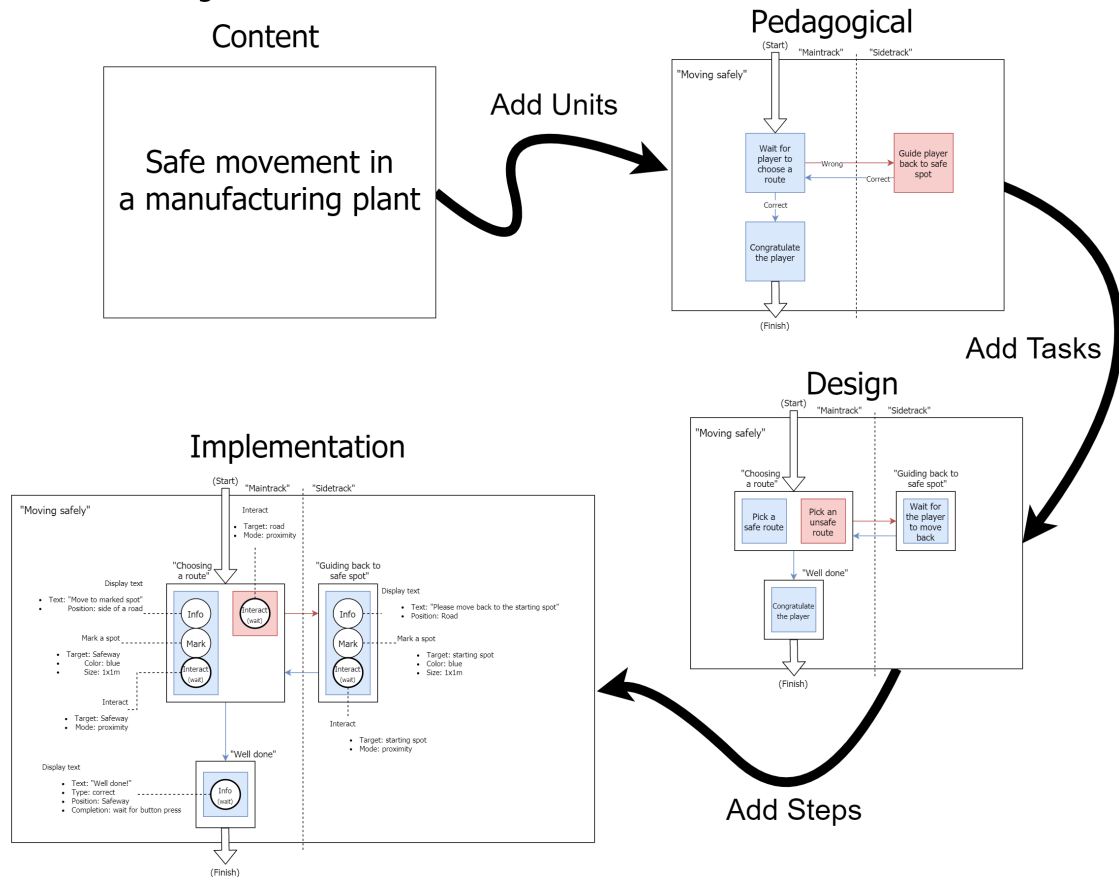 Content
Safe movement in
a manufacturing plant
Add Units
Pedagogical
(Start)
"Maintrack"
"Sidetrack"
"Moving safely"
Wait for
player to
choose a
route
Wrong
Correct
Guide player
back to safe
spot
Correct
Congratulate
the player
(Finish)
Add Tasks
Design
(Start)
"Maintrack"
"Sidetrack"
"Moving safely"
"Choosing
a route"
Pick a
safe route
Pick an
unsafe
route
"Guiding back to
safe spot"
Wait for
the player
to move
back
"Well done"
Congratulate
the player
(Finish)
Add Steps
Implementation
(Start)
"Maintrack"
"Sidetrack"
"Moving safely"
Interact
• Target: road
• Mode: proximity
"Choosing
a route"
Display text
• Text: "Move to marked spot"
• Position: side of a road
Info
Mark a spot
Mark
• Target: Safeway
• Color: blue
• Size: 1x1m
Interact
(wait)
Interact
• Target: Safeway
• Mode: proximity
Interact
(wait)
"Guiding back to
safe spot"
Display text
• Text: "Please move back to the starting spot"
• Position: Road
Info
Mark a spot
Mark
• Target: starting spot
• Color: blue
• Size: 1x1m
Interact
(wait)
Interact
• Target: starting spot
• Mode: proximity
"Well done"
Display text
• Text: "Well done!"
• Type: correct
• Position: Safeway
• Completion: wait for button press
Info
(wait)
(Finish)